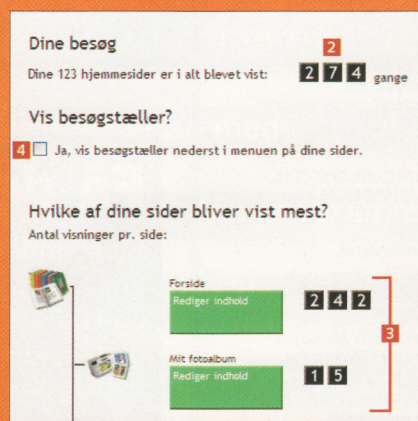 Dine besøg
2
Dine 123 hjemmesider er i alt blevet vist: 2 7 4 gange
Vis besøgstæller?
4 Ja, vis besøgstæller nederst i menuen på dine sider.
Hvilke af dine sider bliver vist mest?
Antal visninger pr. side:
Forside
Rediger indhold 2 4 2
3
Mit fotoalbum
Rediger indhold 1 5